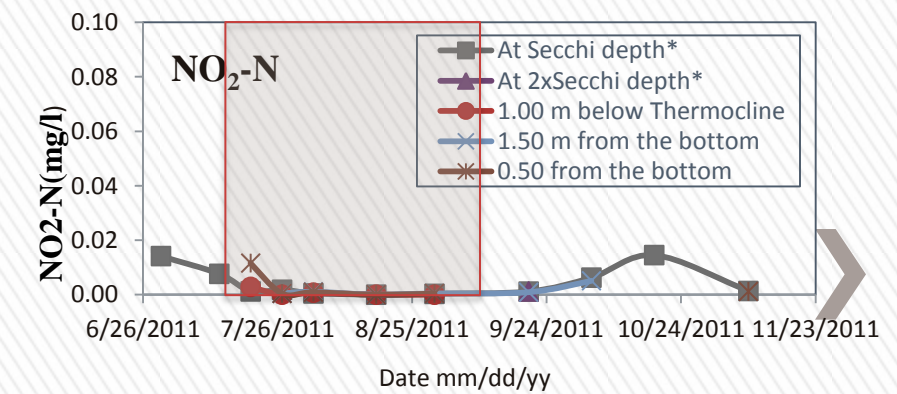 0.10
0.08
0.06
0.04
0.02
0.00
NO2-N(mg/l)
NO₂-N
At Secchi depth*
At 2xSecchi depth*
1.00 m below Thermocline
1.50 m from the bottom
0.50 from the bottom
6/26/2011 7/26/2011 8/25/2011 9/24/2011 10/24/2011 11/23/2011
Date mm/dd/yy